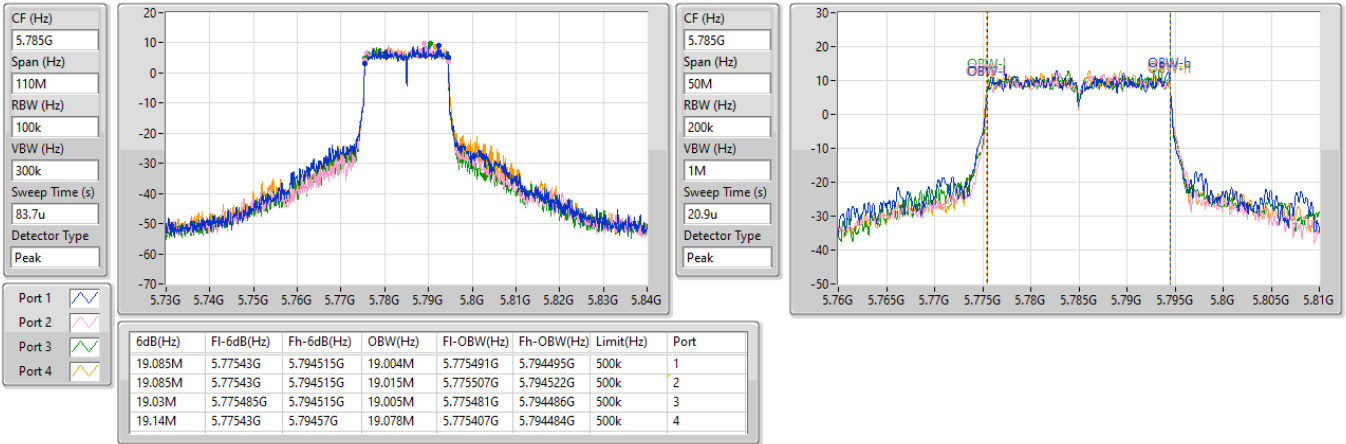 CF (Hz)
5.785G
Span (Hz)
110M
RBW (Hz)
100k
VBW (Hz)
300k
Sweep Time (s)
83.7u
Detector Type
Peak
20
10
0
-10
-20
-30
-40
-50
-60
-70
5.73G 5.74G 5.75G 5.76G 5.77G 5.78G 5.79G 5.80G 5.81G 5.82G 5.83G 5.84G
CF (Hz)
5.785G
Span (Hz)
50M
RBW (Hz)
200k
VBW (Hz)
1M
Sweep Time (s)
20.9u
Detector Type
Peak
30
20
10
0
-10
-20
-30
-40
-50
OBW-l OBW-h
5.76G 5.765G 5.77G 5.775G 5.78G 5.785G 5.79G 5.795G 5.8G 5.805G 5.81G
Port 1
Port 2
Port 3
Port 4
6dB(Hz) Fl-6dB(Hz) Fh-6dB(Hz) OBW(Hz) Fl-OBW(Hz) Fh-OBW(Hz) Limit(Hz) Port
19.085M 5.77543G 5.794515G 19.004M 5.775491G 5.794495G 500k 1
19.085M 5.77543G 5.794515G 19.015M 5.775507G 5.794522G 500k 2
19.03M 5.775485G 5.794515G 19.005M 5.775481G 5.794486G 500k 3
19.14M 5.77543G 5.79457G 19.078M 5.775407G 5.794484G 500k 4